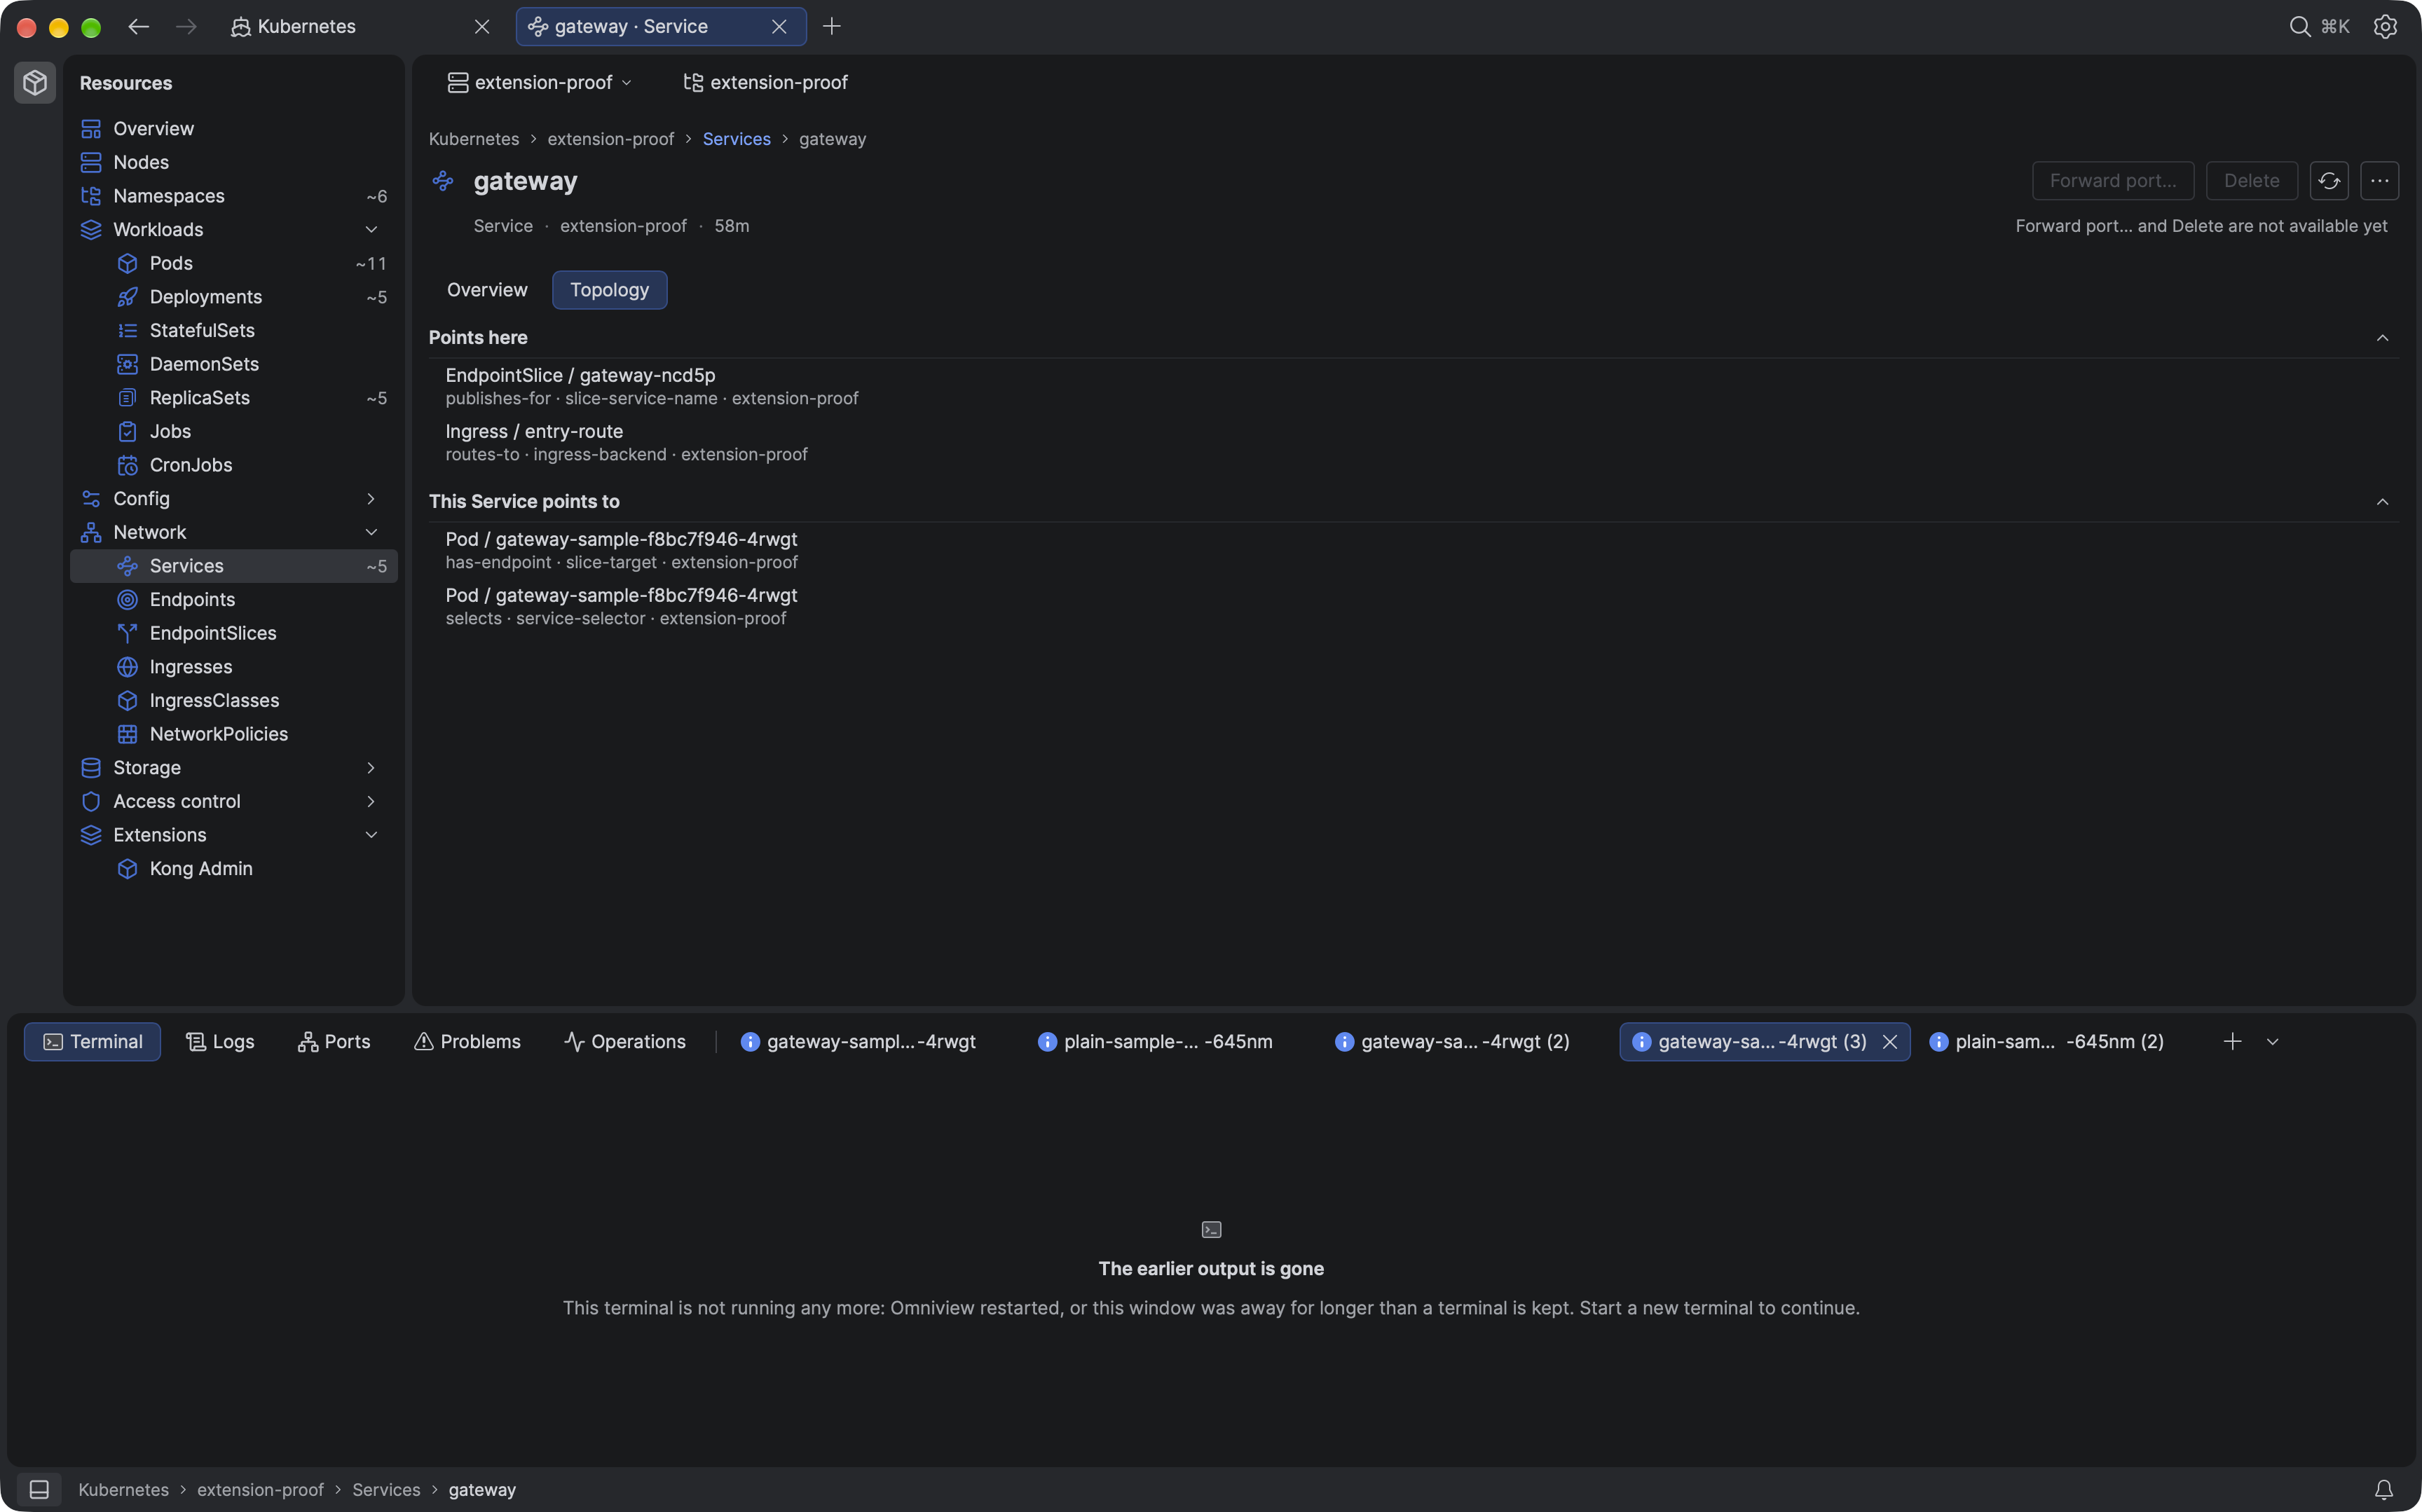 Kubernetes
gateway · Service
⌘K
Resources
Overview
Nodes
Namespaces ~6
Workloads
Pods ~11
Deployments ~5
StatefulSets
DaemonSets
ReplicaSets ~5
Jobs
CronJobs
Config
Network
Services ~5
Endpoints
EndpointSlices
Ingresses
IngressClasses
NetworkPolicies
Storage
Access control
Extensions
Kong Admin
extension-proof
extension-proof
Kubernetes > extension-proof > Services > gateway
gateway
Service · extension-proof · 58m
Forward port...
Delete
Forward port... and Delete are not available yet
Overview
Topology
Points here
EndpointSlice / gateway-ncd5p
publishes-for · slice-service-name · extension-proof
Ingress / entry-route
routes-to · ingress-backend · extension-proof
This Service points to
Pod / gateway-sample-f8bc7f946-4rwgt
has-endpoint · slice-target · extension-proof
Pod / gateway-sample-f8bc7f946-4rwgt
selects · service-selector · extension-proof
Terminal
Logs
Ports
Problems
Operations
gateway-sampl...-4rwgt
plain-sample-... -645nm
gateway-sa... -4rwgt (2)
gateway-sa... -4rwgt (3)
plain-sam... -645nm (2)
The earlier output is gone
This terminal is not running any more: Omniview restarted, or this window was away for longer than a terminal is kept. Start a new terminal to continue.
Kubernetes > extension-proof > Services > gateway